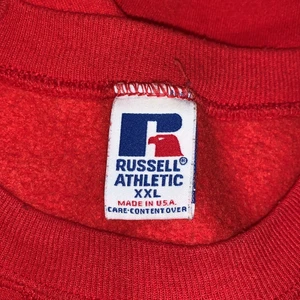 RUSSELL®
ATHLETIC
XXL
MADE IN U.S.A.
CARE-CONTENT OVER